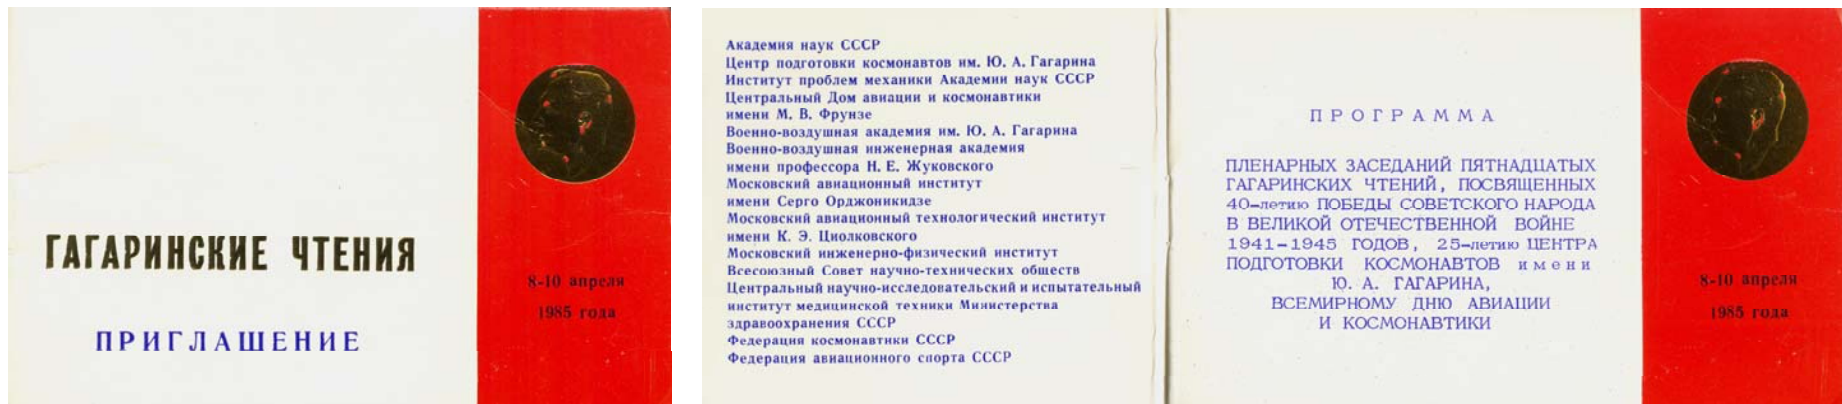 ГАГАРИНСКИЕ ЧТЕНИЯ
ПРИГЛАШЕНИЕ
8-10 апреля
1985 года
Академия наук СССР
Центр подготовки космонавтов им. Ю. А. Гагарина
Институт проблем механики Академии наук СССР
Центральный Дом авиации и космонавтики
имени М. В. Фрунзе
Военно-воздушная академия им. Ю. А. Гагарина
Военно-воздушная инженерная академия
имени профессора Н. Е. Жуковского
Московский авиационный институт
имени Серго Орджоникидзе
Московский авиационный технологический институт
имени К. Э. Циолковского
Московский инженерно-физический институт
Всесоюзный Совет научно-технических обществ
Центральный научно-исследовательский и испытательный
институт медицинской техники Министерства
здравоохранения СССР
Федерация космонавтики СССР
Федерация авиационного спорта СССР
ПРОГРАММА
ПЛЕНАРНЫХ ЗАСЕДАНИЙ ПЯТНАДЦАТЫХ
ГАГАРИНСКИХ ЧТЕНИЙ, ПОСВЯЩЕННЫХ
40-летию ПОБЕДЫ СОВЕТСКОГО НАРОДА
В ВЕЛИКОЙ ОТЕЧЕСТВЕННОЙ ВОЙНЕ
1941-1945 ГОДОВ, 25-летию ЦЕНТРА
ПОДГОТОВКИ КОСМОНАВТОВ имени
Ю. А. ГАГАРИНА,
ВСЕМИРНОМУ ДНЮ АВИАЦИИ
И КОСМОНАВТИКИ
8-10 апреля
1985 года